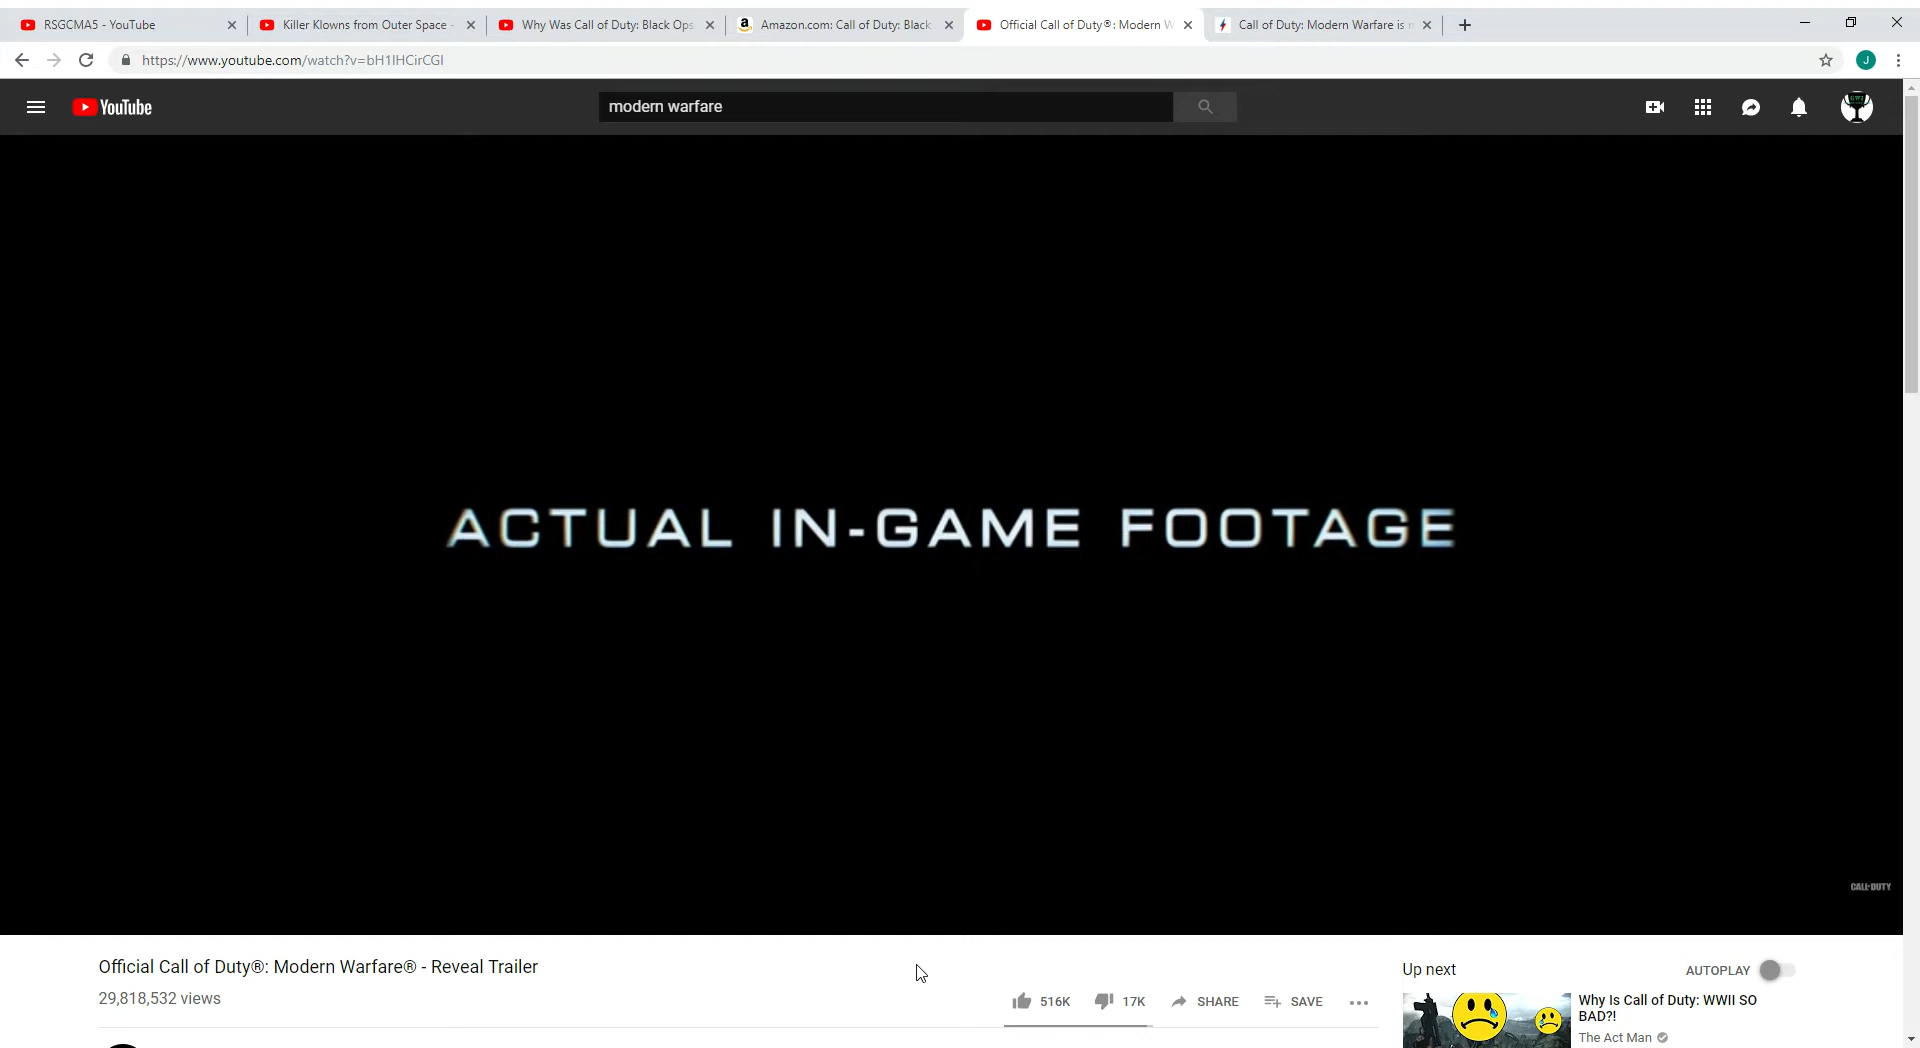 RSGCMA5 - YouTube
Killer Klowns from Outer Space -
Why Was Call of Duty: Black Ops
Amazon.com: Call of Duty: Black
Official Call of Duty®: Modern W
Call of Duty: Modern Warfare is n
https://www.youtube.com/watch?v=bH1lHCirCGI
J
YouTube
modern warfare
ACTUAL IN-GAME FOOTAGE
CALL·DUTY
Official Call of Duty®: Modern Warfare® - Reveal Trailer
29,818,532 views
516K
17K
SHARE
SAVE
Up next
AUTOPLAY
Why Is Call of Duty: WWII SO
BAD?!
The Act Man